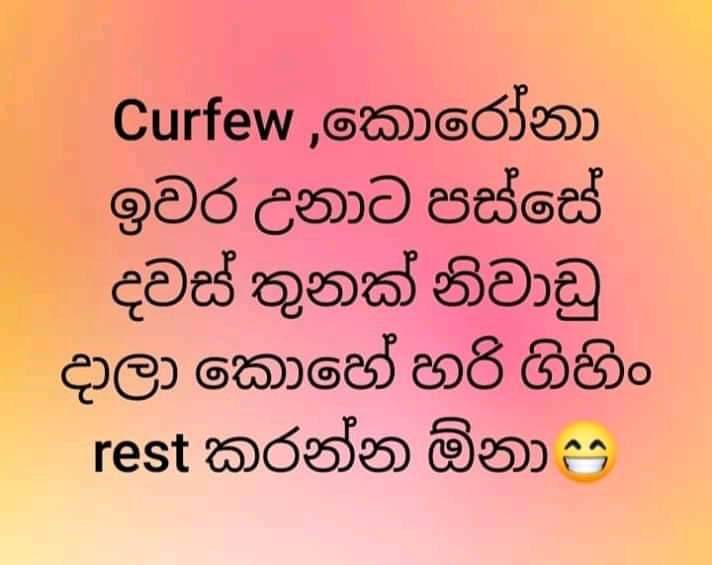 Curfew ,කොරෝනා
ඉවර උනාට පස්සේ
දවස් තුනක් නිවාඩු
දාලා කොහේ හරි ගිහිං
rest කරන්න ඕනා😁